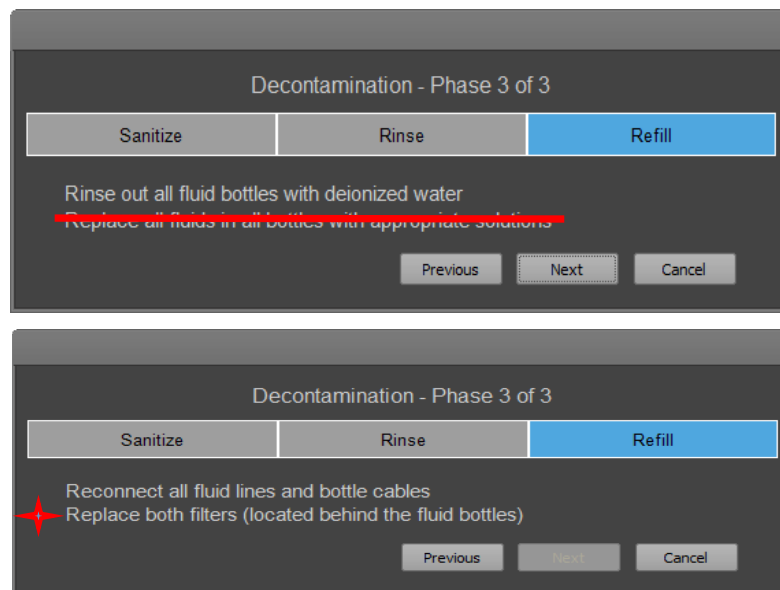 Decontamination - Phase 3 of 3
Sanitize Rinse Refill
Rinse out all fluid bottles with deionized water
Replace all fluids in all bottles with appropriate solutions
Previous Next Cancel
Decontamination - Phase 3 of 3
Sanitize Rinse Refill
Reconnect all fluid lines and bottle cables
Replace both filters (located behind the fluid bottles)
Previous Next Cancel